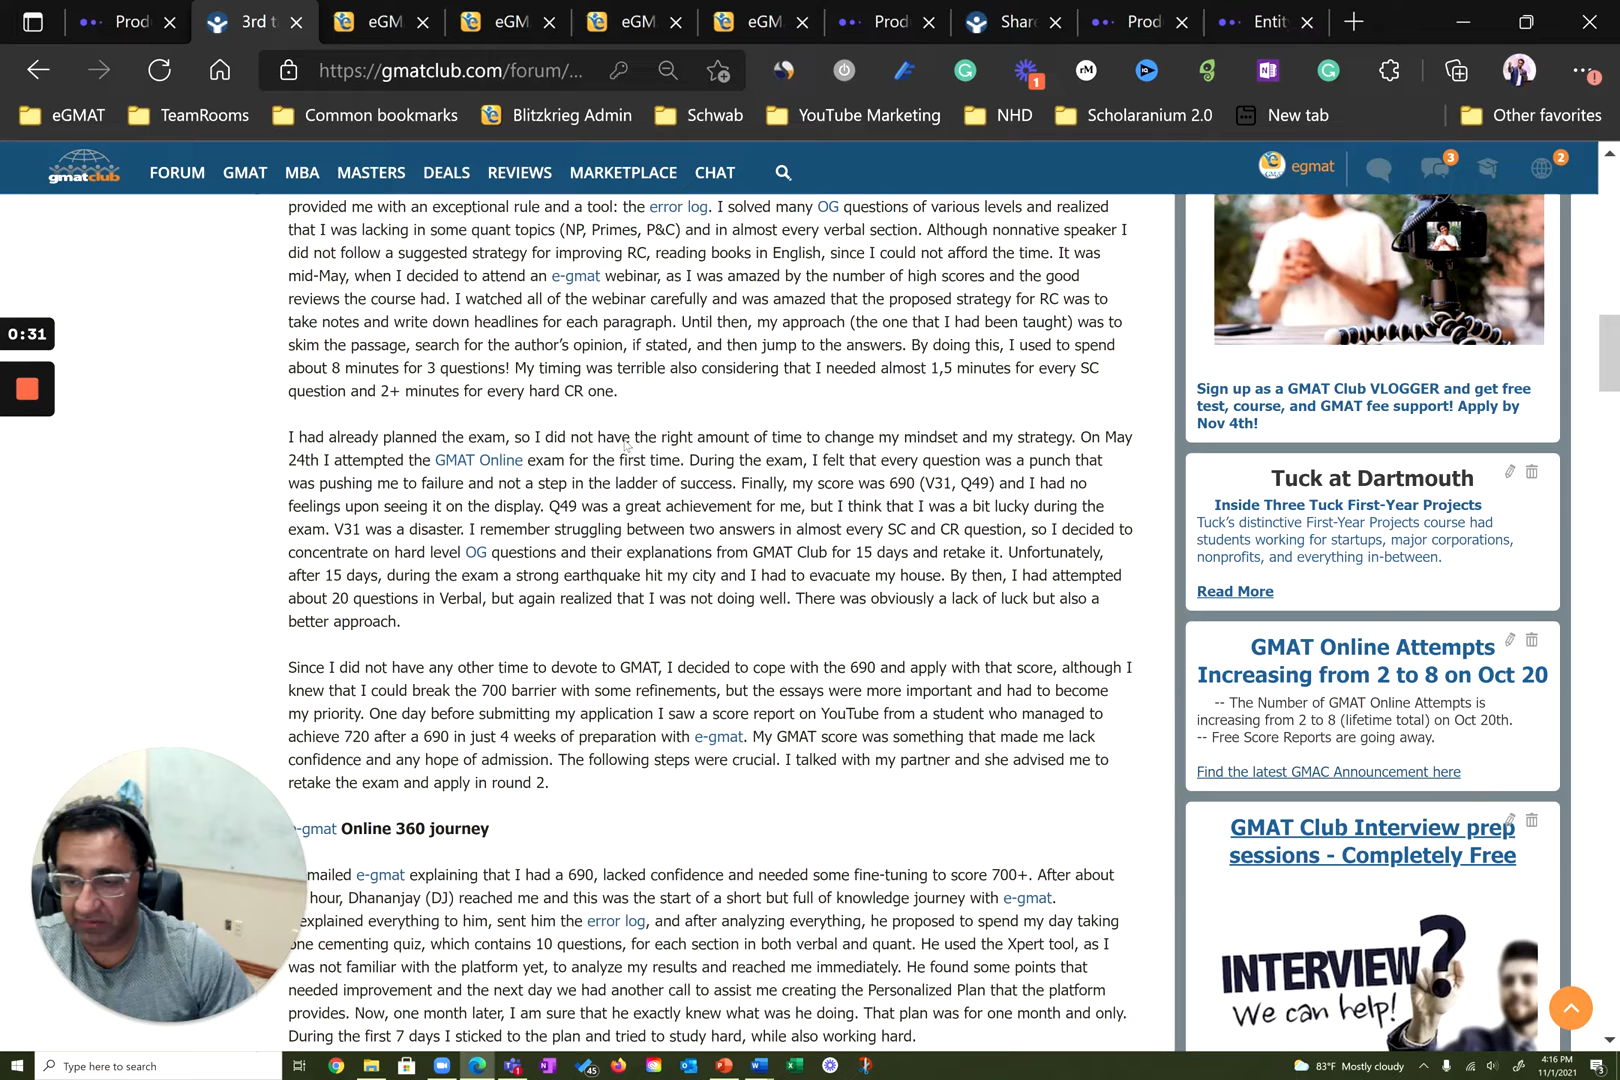 Prod
3rd t
eGM
eGM
eGM
eGM
Prod
Shar
Prod
Entit
https://gmatclub.com/forum/...
1
rM
IQ
eGMAT
TeamRooms
Common bookmarks
Blitzkrieg Admin
Schwab
YouTube Marketing
NHD
Scholaranium 2.0
New tab
Other favorites
gmatclub
FORUM
GMAT
MBA
MASTERS
DEALS
REVIEWS
MARKETPLACE
CHAT
egmat
3
2
provided me with an exceptional rule and a tool: the error log. I solved many OG questions of various levels and realized
that I was lacking in some quant topics (NP, Primes, P&C) and in almost every verbal section. Although nonnative speaker I
did not follow a suggested strategy for improving RC, reading books in English, since I could not afford the time. It was
mid-May, when I decided to attend an e-gmat webinar, as I was amazed by the number of high scores and the good
reviews the course had. I watched all of the webinar carefully and was amazed that the proposed strategy for RC was to
take notes and write down headlines for each paragraph. Until then, my approach (the one that I had been taught) was to
skim the passage, search for the author's opinion, if stated, and then jump to the answers. By doing this, I used to spend
about 8 minutes for 3 questions! My timing was terrible also considering that I needed almost 1,5 minutes for every SC
question and 2+ minutes for every hard CR one.
I had already planned the exam, so I did not have the right amount of time to change my mindset and my strategy. On May
24th I attempted the GMAT Online exam for the first time. During the exam, I felt that every question was a punch that
was pushing me to failure and not a step in the ladder of success. Finally, my score was 690 (V31, Q49) and I had no
feelings upon seeing it on the display. Q49 was a great achievement for me, but I think that I was a bit lucky during the
exam. V31 was a disaster. I remember struggling between two answers in almost every SC and CR question, so I decided to
concentrate on hard level OG questions and their explanations from GMAT Club for 15 days and retake it. Unfortunately,
after 15 days, during the exam a strong earthquake hit my city and I had to evacuate my house. By then, I had attempted
about 20 questions in Verbal, but again realized that I was not doing well. There was obviously a lack of luck but also a
better approach.
Since I did not have any other time to devote to GMAT, I decided to cope with the 690 and apply with that score, although I
knew that I could break the 700 barrier with some refinements, but the essays were more important and had to become
my priority. One day before submitting my application I saw a score report on YouTube from a student who managed to
achieve 720 after a 690 in just 4 weeks of preparation with e-gmat. My GMAT score was something that made me lack
confidence and any hope of admission. The following steps were crucial. I talked with my partner and she advised me to
retake the exam and apply in round 2.
e-gmat Online 360 journey
mailed e-gmat explaining that I had a 690, lacked confidence and needed some fine-tuning to score 700+. After about
hour, Dhananjay (DJ) reached me and this was the start of a short but full of knowledge journey with e-gmat.
explained everything to him, sent him the error log, and after analyzing everything, he proposed to spend my day taking
one cementing quiz, which contains 10 questions, for each section in both verbal and quant. He used the Xpert tool, as I
was not familiar with the platform yet, to analyze my results and reached me immediately. He found some points that
needed improvement and the next day we had another call to assist me creating the Personalized Plan that the platform
provides. Now, one month later, I am sure that he exactly knew what was he doing. That plan was for one month and only.
During the first 7 days I sticked to the plan and tried to study hard, while also working hard.
0:31
Sign up as a GMAT Club VLOGGER and get free
test, course, and GMAT fee support! Apply by
Nov 4th!
Tuck at Dartmouth
Inside Three Tuck First-Year Projects
Tuck's distinctive First-Year Projects course had
students working for startups, major corporations,
nonprofits, and everything in-between.
Read More
GMAT Online Attempts
Increasing from 2 to 8 on Oct 20
-- The Number of GMAT Online Attempts is
increasing from 2 to 8 (lifetime total) on Oct 20th.
-- Free Score Reports are going away.
Find the latest GMAC Announcement here
GMAT Club Interview prep
sessions - Completely Free
INTERVIEW?
We can help!
Type here to search
45
83°F Mostly cloudy
4:16 PM
11/1/2021
3